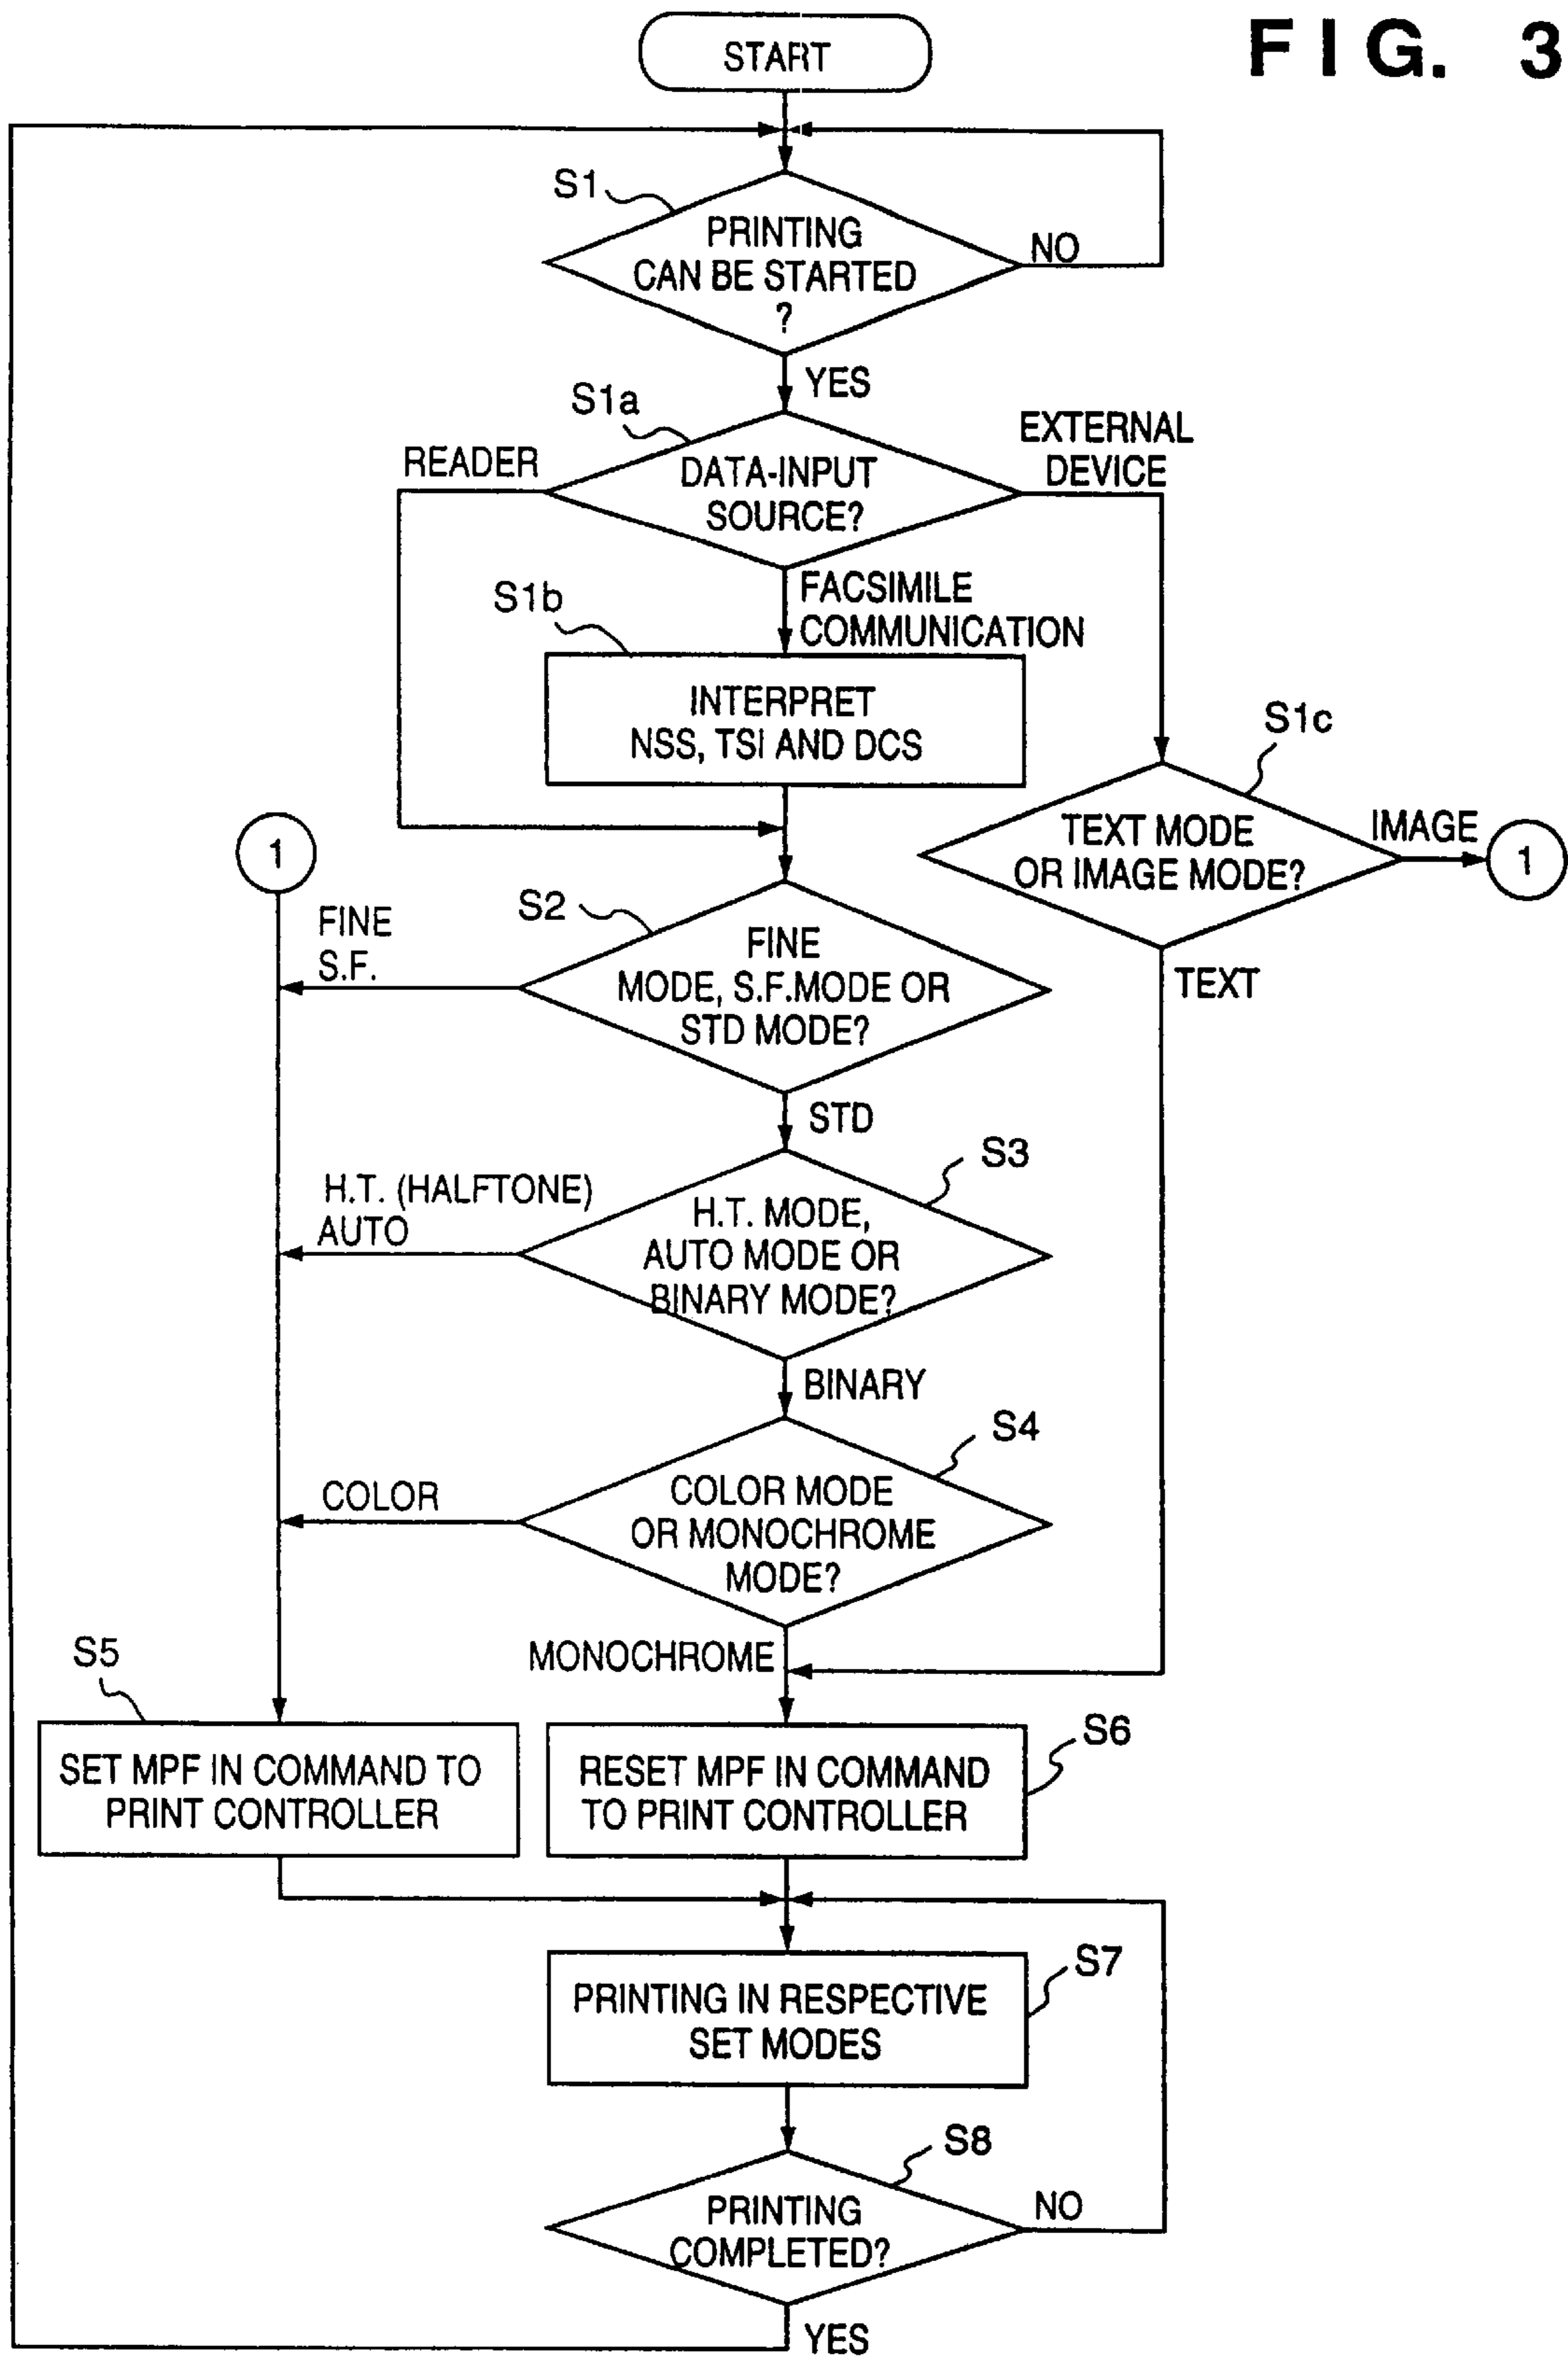 FIG. 3
START
S1
PRINTING
CAN BE STARTED
?
NO
YES
S1a
READER
DATA-INPUT
SOURCE?
EXTERNAL
DEVICE
FACSIMILE
COMMUNICATION
S1b
INTERPRET
NSS, TSI AND DCS
S1c
TEXT MODE
OR IMAGE MODE?
IMAGE
1
TEXT
1
S2
FINE
S.F.
FINE
MODE, S.F.MODE OR
STD MODE?
STD
S3
H.T. (HALFTONE)
AUTO
H.T. MODE,
AUTO MODE OR
BINARY MODE?
BINARY
S4
COLOR
COLOR MODE
OR MONOCHROME
MODE?
MONOCHROME
S5
SET MPF IN COMMAND TO
PRINT CONTROLLER
S6
RESET MPF IN COMMAND
TO PRINT CONTROLLER
S7
PRINTING IN RESPECTIVE
SET MODES
S8
PRINTING
COMPLETED?
NO
YES